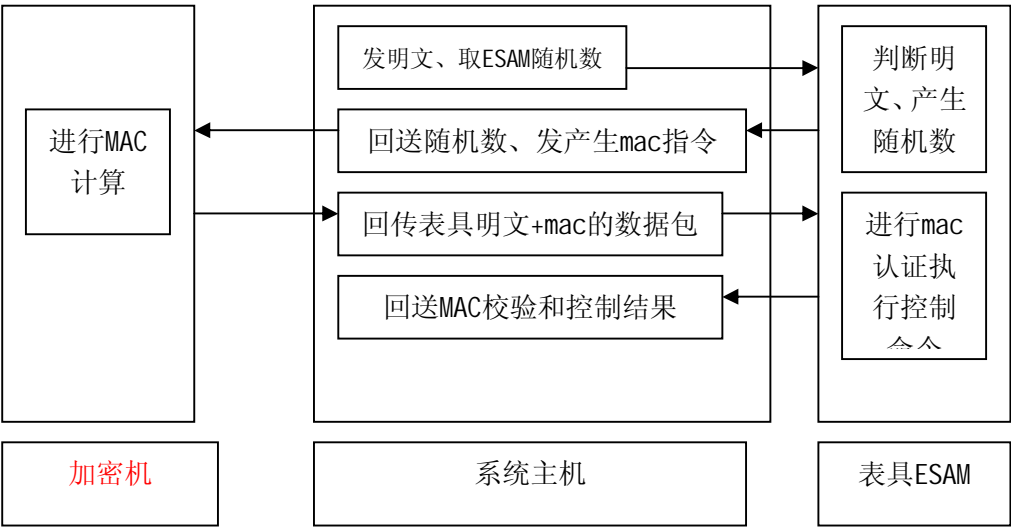 进行MAC
计算
发明文、取ESAM随机数
回送随机数、发产生mac指令
回传表具明文+mac的数据包
回送MAC校验和控制结果
判断明
文、产生
随机数
进行mac
认证执
行控制
命令
加密机
系统主机
表具ESAM